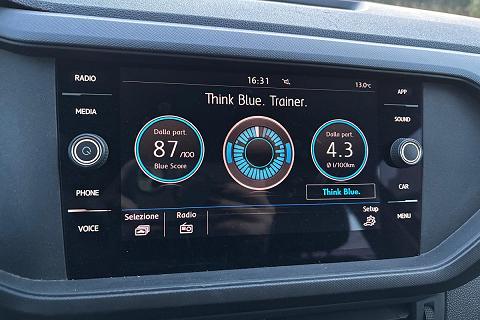 RADIO
MEDIA
PHONE
VOICE
16:31
13.0°C
Think Blue. Trainer.
Dalla part.
87/100
Blue Score
Dalla part.
4.3
Ø l/100km
Think Blue.
Selezione
Radio
Setup
APP
SOUND
CAR
MENU